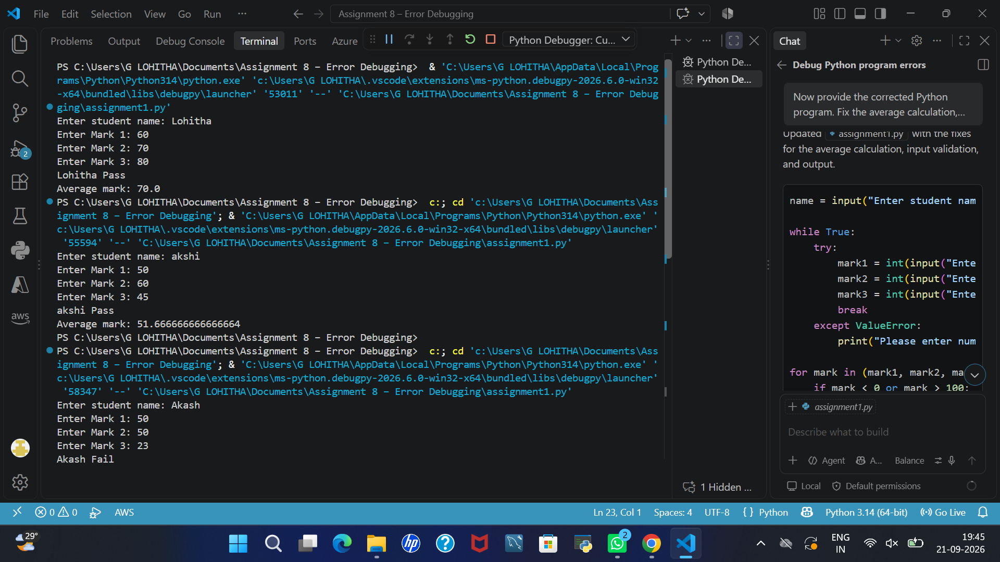 File Edit Selection View Go Run ···
Assignment 8 – Error Debugging
Problems Output Debug Console Terminal Ports Azure
Python Debugger: Cu...
PS C:\Users\G LOHITHA\Documents\Assignment 8 – Error Debugging>  & 'C:\Users\G LOHITHA\AppData\Local\Prog
rams\Python\Python314\python.exe' 'c:\Users\G LOHITHA\.vscode\extensions\ms-python.debugpy-2026.6.0-win32
-x64\bundled\libs\debugpy\launcher' '53011' '--' 'C:\Users\G LOHITHA\Documents\Assignment 8 – Error Debug
ging\assignment1.py'
Enter student name: Lohitha
Enter Mark 1: 60
Enter Mark 2: 70
Enter Mark 3: 80
Lohitha Pass
Average mark: 70.0
PS C:\Users\G LOHITHA\Documents\Assignment 8 – Error Debugging>  c:; cd 'c:\Users\G LOHITHA\Documents\Ass
ignment 8 – Error Debugging'; & 'C:\Users\G LOHITHA\AppData\Local\Programs\Python\Python314\python.exe' '
c:\Users\G LOHITHA\.vscode\extensions\ms-python.debugpy-2026.6.0-win32-x64\bundled\libs\debugpy\launcher'
 '55594' '--' 'C:\Users\G LOHITHA\Documents\Assignment 8 – Error Debugging\assignment1.py'
Enter student name: akshi
Enter Mark 1: 50
Enter Mark 2: 60
Enter Mark 3: 45
akshi Pass
Average mark: 51.666666666666664
PS C:\Users\G LOHITHA\Documents\Assignment 8 – Error Debugging>
PS C:\Users\G LOHITHA\Documents\Assignment 8 – Error Debugging>  c:; cd 'c:\Users\G LOHITHA\Documents\Ass
ignment 8 – Error Debugging'; & 'C:\Users\G LOHITHA\AppData\Local\Programs\Python\Python314\python.exe' '
c:\Users\G LOHITHA\.vscode\extensions\ms-python.debugpy-2026.6.0-win32-x64\bundled\libs\debugpy\launcher'
 '58347' '--' 'C:\Users\G LOHITHA\Documents\Assignment 8 – Error Debugging\assignment1.py'
Enter student name: Akash
Enter Mark 1: 50
Enter Mark 2: 50
Enter Mark 3: 23
Akash Fail
Python De...
Python De...
1 Hidden ...
Chat
Debug Python program errors
Now provide the corrected Python
program. Fix the average calculation,...
Updated assignment1.py with the fixes
for the average calculation, input validation,
and output.
name = input("Enter student nam
while True:
try:
mark1 = int(input("Ente
mark2 = int(input("Ente
mark3 = int(input("Ente
break
except ValueError:
print("Please enter num
for mark in (mark1, mark2, ma
if mark < 0 or mark > 100:
assignment1.py
Describe what to build
Agent A... Balance
Local Default permissions
2
aws
0 0 AWS
Ln 23, Col 1 Spaces: 4 UTF-8 { } Python Python 3.14 (64-bit) Go Live
29°
hp
?
2
ENG
IN
19:45
21-09-2026